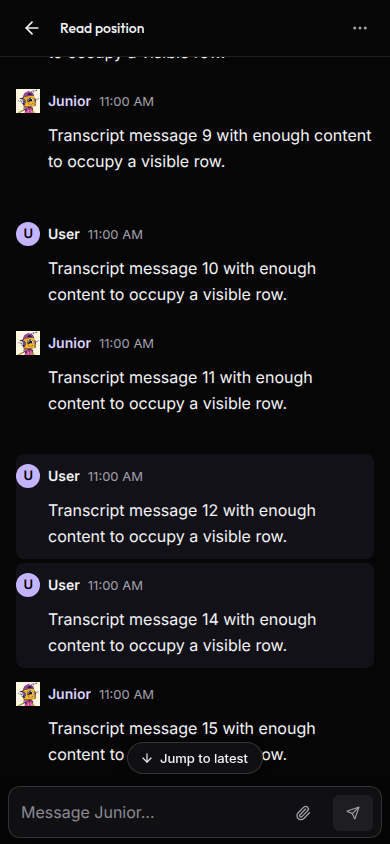 Read position
to occupy a visible row.
Junior 11:00 AM
Transcript message 9 with enough content
to occupy a visible row.
U User 11:00 AM
Transcript message 10 with enough
content to occupy a visible row.
Junior 11:00 AM
Transcript message 11 with enough
content to occupy a visible row.
U User 11:00 AM
Transcript message 12 with enough
content to occupy a visible row.
U User 11:00 AM
Transcript message 14 with enough
content to occupy a visible row.
Junior 11:00 AM
Transcript message 15 with enough
content to
ow.
Jump to latest
Message Junior...